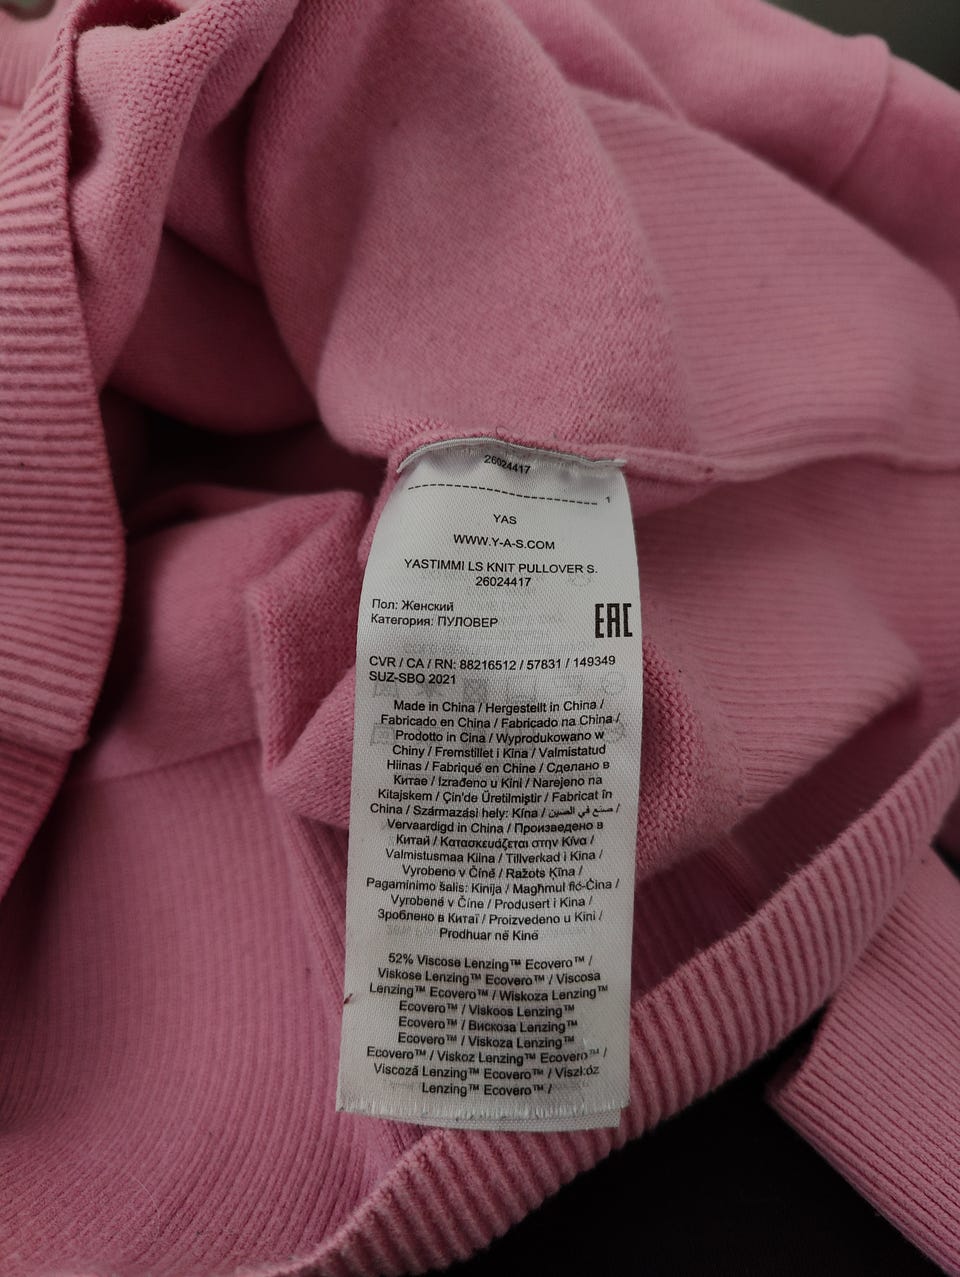 26024417
1
YAS
WWW.Y-A-S.COM
YASTIMMI LS KNIT PULLOVER S.
26024417
Пол: Женский
Категория: ПУЛОВЕР
EAC
CVR / CA / RN: 88216512 / 57831 / 149349
SUZ-SBO 2021
Made in China / Hergestellt in China /
Fabricado en China / Fabricado na China /
Prodotto in Cina / Wyprodukowano w
Chiny / Fremstillet i Kina / Valmistatud
Hiinas / Fabriqué en Chine / Сделано в
Китае / Izrađeno u Kini / Narejeno na
Kitajskem / Çin'de Üretilmiştir / Fabricat în
China / Származási hely: Kína / صنع في الصين /
Vervaardigd in China / Произведено в
Китай / Κατασκευάζεται στην Κίνα /
Valmistusmaa Kiina / Tillverkad i Kina /
Vyrobeno v Číně / Ražots Ķīna /
Pagaminimo šalis: Kinija / Magħmul fiċ-Ċina /
Vyrobené v Číne / Produsert i Kina /
Зроблено в Китаї / Proizvedeno u Kini /
Prodhuar në Kinë
52% Viscose Lenzing™ Ecovero™ /
Viskose Lenzing™ Ecovero™ / Viscosa
Lenzing™ Ecovero™ / Wiskoza Lenzing™
Ecovero™ / Viskoos Lenzing™
Ecovero™ / Вискоза Lenzing™
Ecovero™ / Viskoza Lenzing™
Ecovero™ / Viskoz Lenzing™ Ecovero™ /
Viscoză Lenzing™ Ecovero™ / Viszkóz
Lenzing™ Ecovero™ /